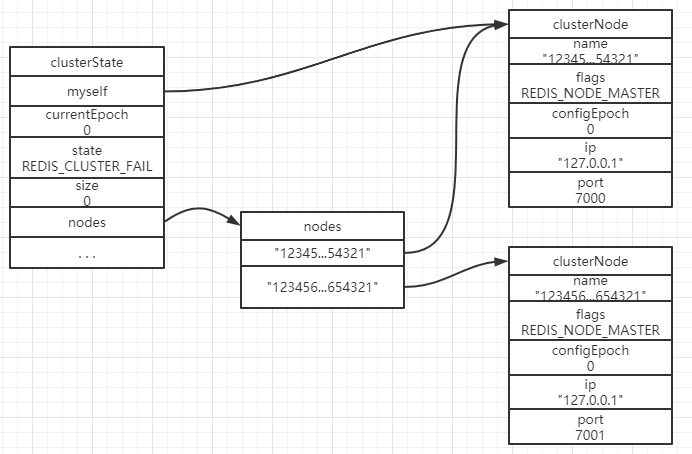 clusterState
myself
currentEpoch
0
state
REDIS_CLUSTER_FAIL
size
0
nodes
...
nodes
"12345...54321"
"123456...654321"
clusterNode
name
"12345...54321"
flags
REDIS_NODE_MASTER
configEpoch
0
ip
"127.0.0.1"
port
7000
clusterNode
name
"123456...654321"
flags
REDIS_NODE_MASTER
configEpoch
0
ip
"127.0.0.1"
port
7001